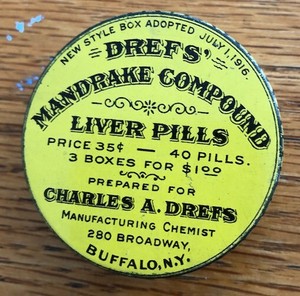 NEW STYLE BOX ADOPTED JULY 1, 1916.
DREFS'
MANDRAKE COMPOUND
LIVER PILLS
PRICE 35¢ — 40 PILLS.
3 BOXES FOR $1.00
PREPARED FOR
CHARLES A. DREFS
MANUFACTURING CHEMIST
280 BROADWAY,
BUFFALO, N.Y.